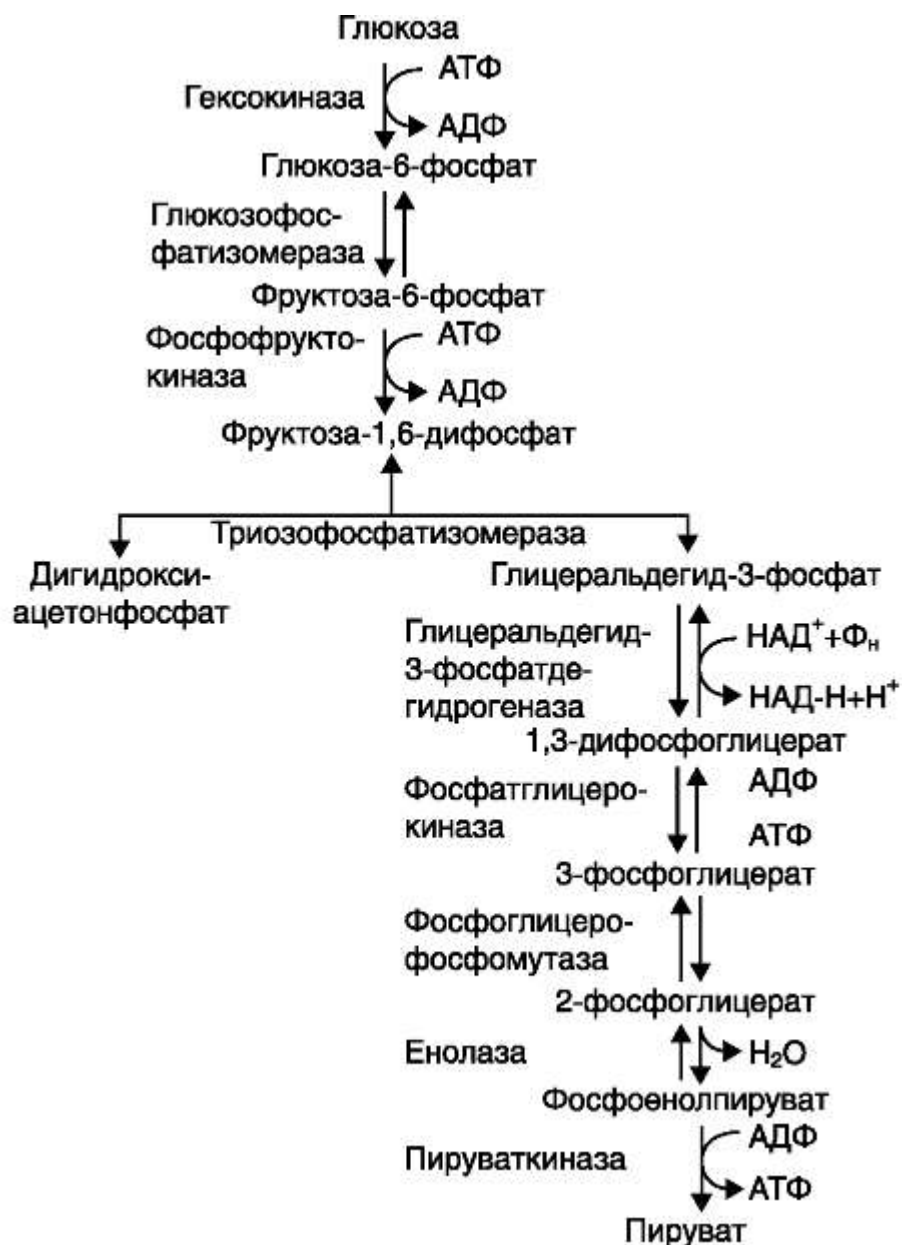 Глюкоза
АТФ
Гексокиназа
АДФ
Глюкоза-6-фосфат
Глюкозофос-
фатизомераза
Фруктоза-6-фосфат
Фосфофрукто-
киназа
АТФ
АДФ
Фруктоза-1,6-дифосфат
Триозофосфатизомераза
Дигидрокси-
ацетонфосфат
Глицеральдегид-3-фосфат
Глицеральдегид-
3-фосфатде-
гидрогеназа
НАД⁺+Фₙ
НАД-Н+Н⁺
1,3-дифосфоглицерат
Фосфатглицеро-
киназа
АДФ
АТФ
3-фосфоглицерат
Фосфоглицеро-
фосфомутаза
2-фосфоглицерат
Енолаза
H₂O
Фосфоенолпируват
АДФ
Пируваткиназа
АТФ
Пируват